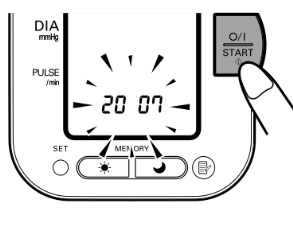 DIA
mmHg
O/I
START
PULSE
/min
20 07
SET
MEMORY